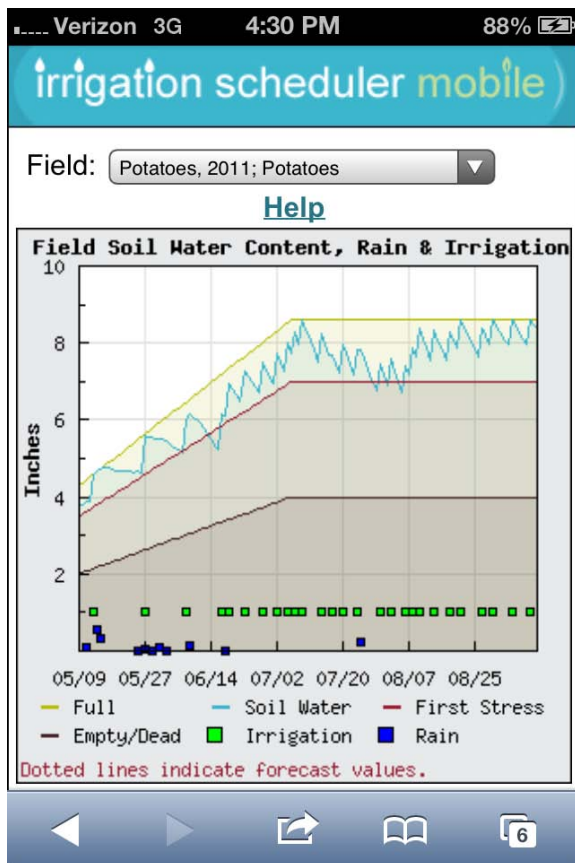 Verizon 3G 4:30 PM 88%
irrigation scheduler mobile
Field: Potatoes, 2011; Potatoes
Help
Field Soil Water Content, Rain & Irrigation
10
8
6
4
2
Inches
05/09 05/27 06/14 07/02 07/20 08/07 08/25
Full Soil Water First Stress
Empty/Dead Irrigation Rain
Dotted lines indicate forecast values.
6